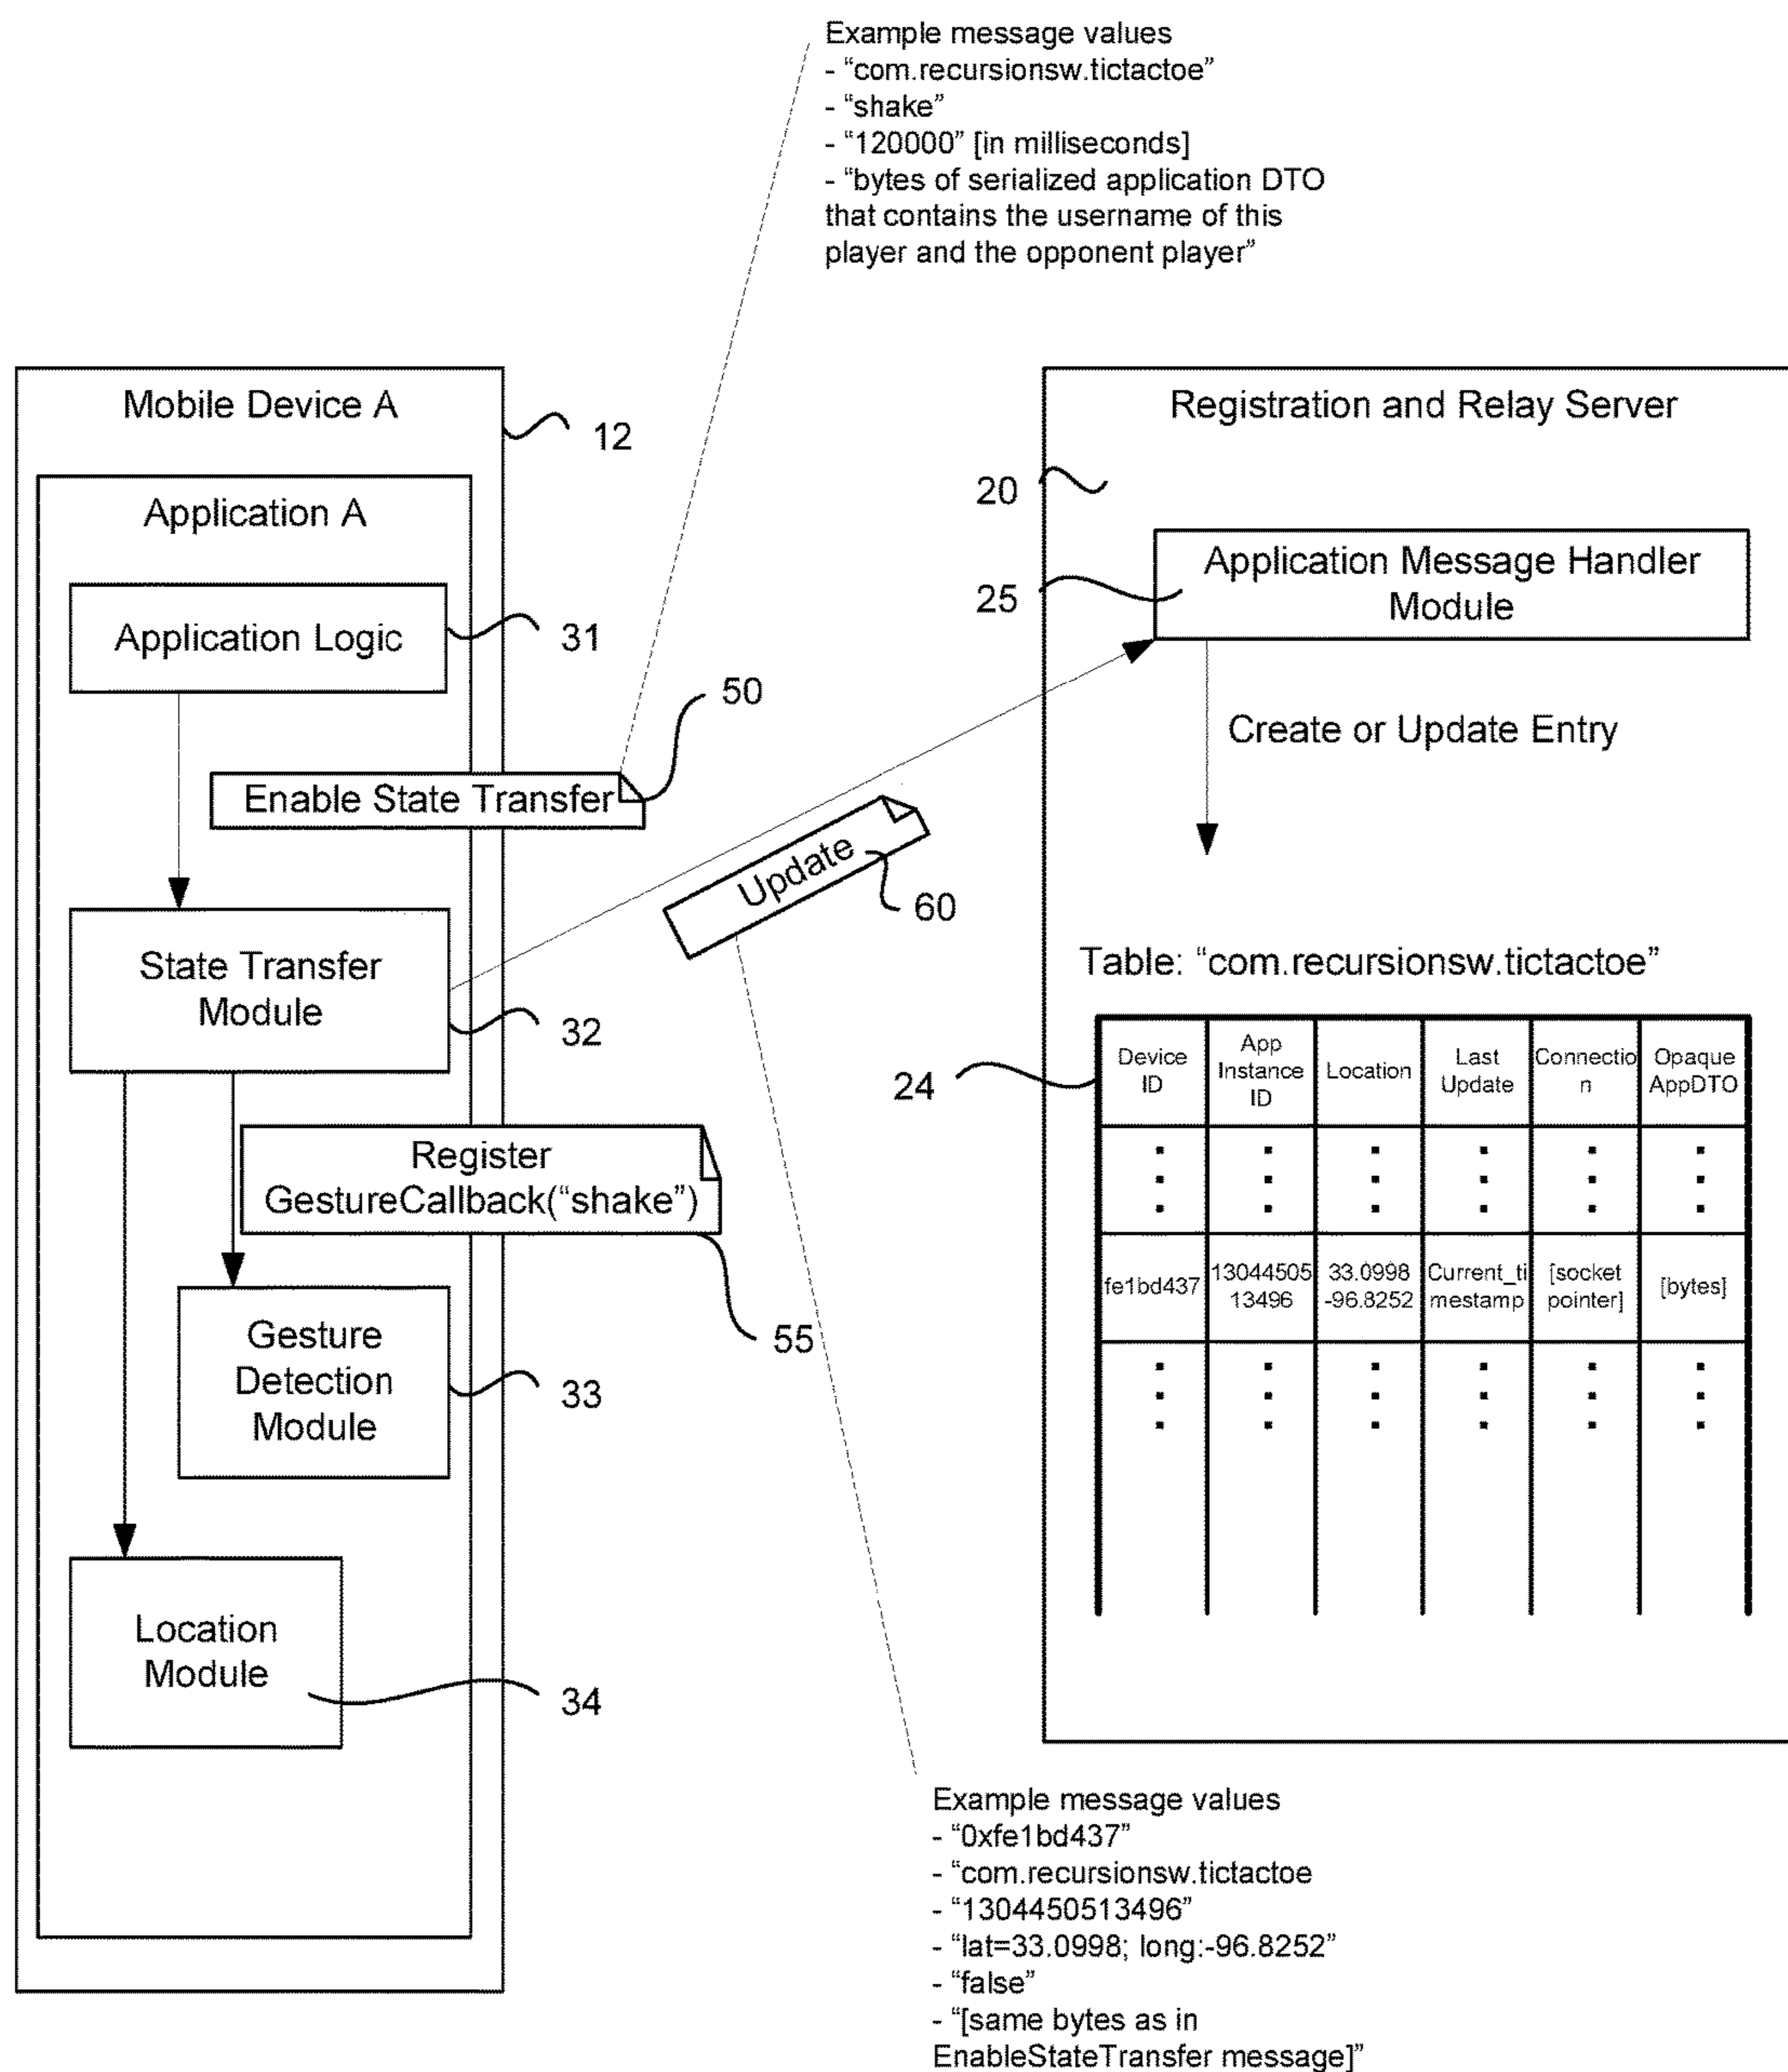 Example message values
- “com.recursionsw.tictactoe”
- “shake”
- “120000” [in milliseconds]
- “bytes of serialized application DTO
that contains the username of this
player and the opponent player”
Mobile Device A
12
Application A
Application Logic
31
Enable State Transfer
50
State Transfer
Module
32
Register
GestureCallback(“shake”)
55
Gesture
Detection
Module
33
Location
Module
34
Update
60
Registration and Relay Server
20
Application Message Handler
Module
25
Create or Update Entry
Table: “com.recursionsw.tictactoe”
24
Device
ID
App
Instance
ID
Location
Last
Update
Connectio
n
Opaque
AppDTO
fe1bd437
13044505
13496
33.0998
-96.8252
Current_ti
mestamp
[socket
pointer]
[bytes]
Example message values
- “0xfe1bd437”
- “com.recursionsw.tictactoe
- “1304450513496”
- “lat=33.0998; long:-96.8252”
- “false”
- “[same bytes as in
EnableStateTransfer message]”